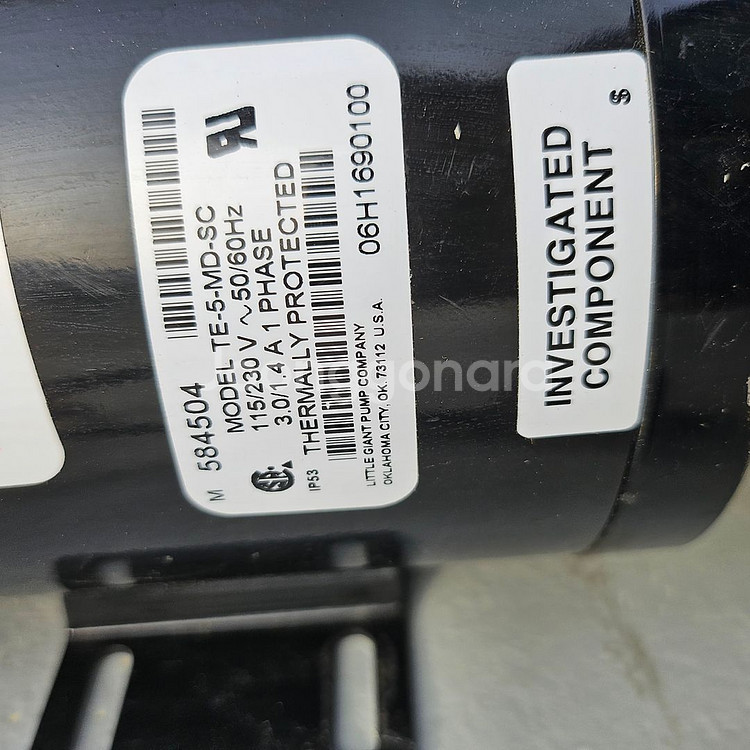 M 584504
MODEL TE-5-MD-SC
115/230 V ~ 50/60Hz
3.0/1.4 A 1 PHASE
THERMALLY PROTECTED
IP53
LITTLE GIANT PUMP COMPANY
OKLAHOMA CITY, OK. 73112 U.S.A.
06H1690100
INVESTIGATED
COMPONENT
S